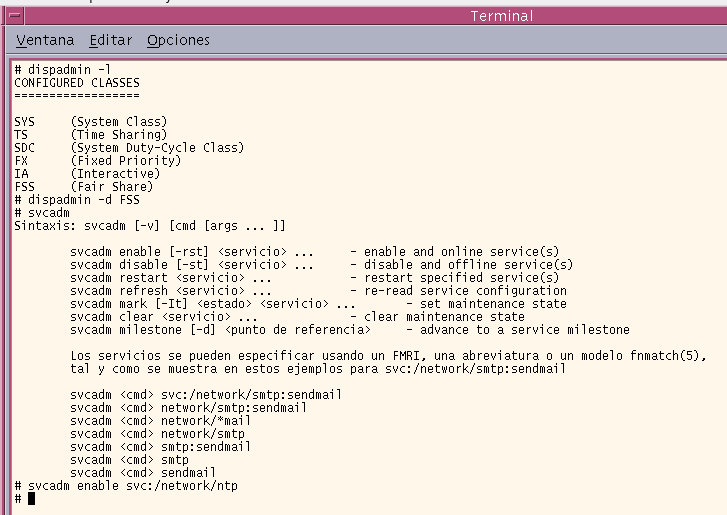 Terminal
Ventana Editar Opciones
# dispadmin -l
CONFIGURED CLASSES
==================
SYS (System Class)
TS (Time Sharing)
SDC (System Duty-Cycle Class)
FX (Fixed Priority)
IA (Interactive)
FSS (Fair Share)
# dispadmin -d FSS
# svcadm
Sintaxis: svcadm [-v] [cmd [args ... ]]
svcadm enable [-rst] <servicio> ... - enable and online service(s)
svcadm disable [-st] <servicio> ... - disable and offline service(s)
svcadm restart <servicio> ... - restart specified service(s)
svcadm refresh <servicio> ... - re-read service configuration
svcadm mark [-It] <estado> <servicio> ... - set maintenance state
svcadm clear <servicio> ... - clear maintenance state
svcadm milestone [-d] <punto de referencia> - advance to a service milestone
Los servicios se pueden especificar usando un FMRI, una abreviatura o un modelo fnmatch(5),
tal y como se muestra en estos ejemplos para svc:/network/smtp:sendmail
svcadm <cmd> svc:/network/smtp:sendmail
svcadm <cmd> network/smtp:sendmail
svcadm <cmd> network/*mail
svcadm <cmd> network/smtp
svcadm <cmd> smtp:sendmail
svcadm <cmd> smtp
svcadm <cmd> sendmail
# svcadm enable svc:/network/ntp
#